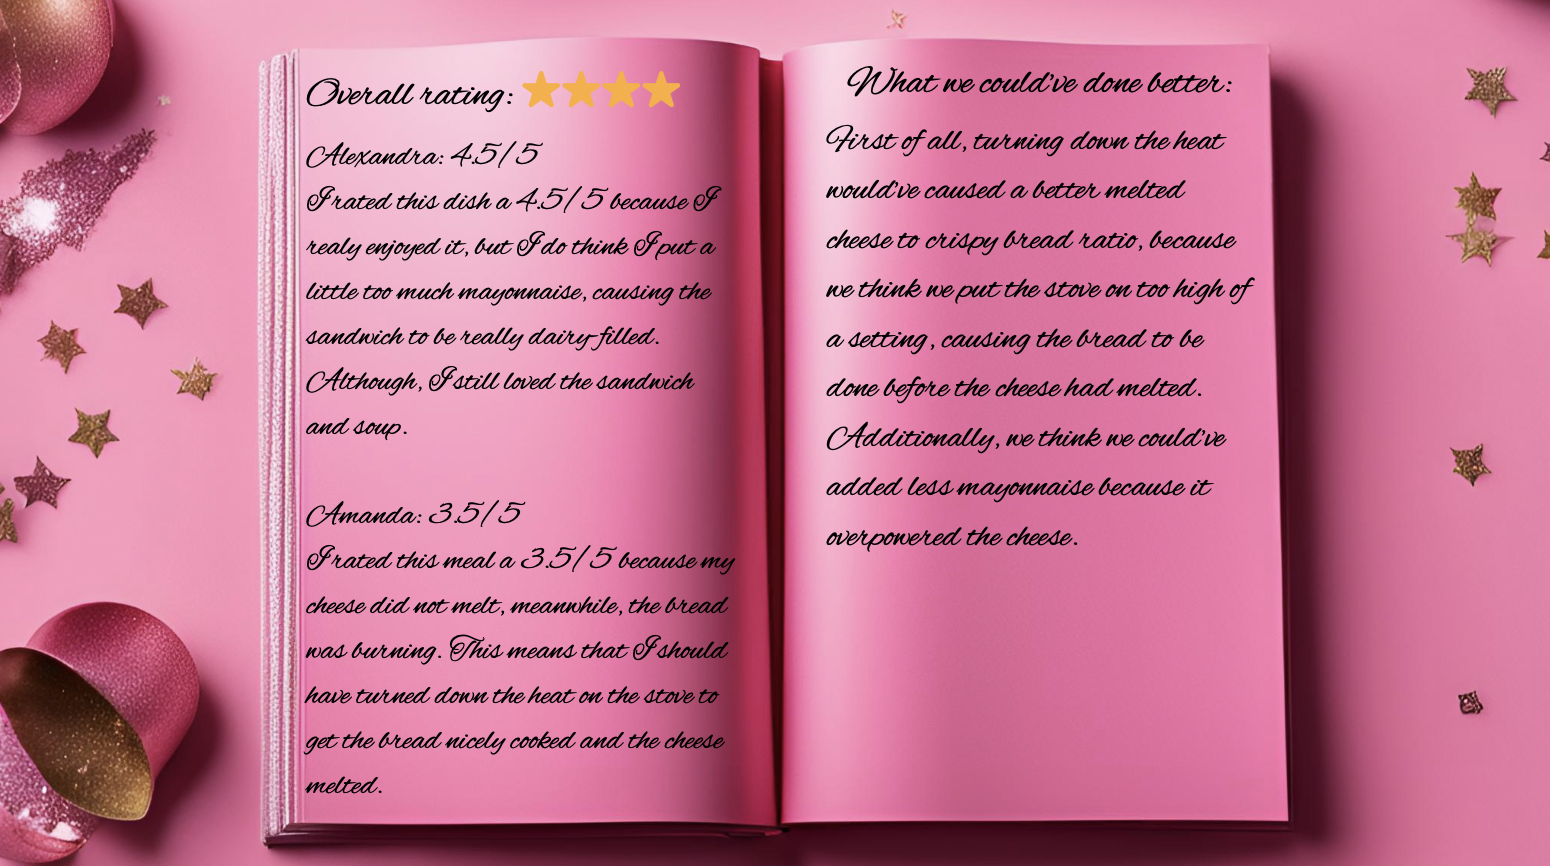 Overall rating: ⭐⭐⭐⭐
Alexandra: 4.5/5
I rated this dish a 4.5/5 because I
realy enjoyed it, but I do think I put a
little too much mayonnaise, causing the
sandwich to be really dairy-filled.
Although, I still loved the sandwich
and soup.
Amanda: 3.5/5
I rated this meal a 3.5/5 because my
cheese did not melt, meanwhile, the bread
was burning. This means that I should
have turned down the heat on the stove to
get the bread nicely cooked and the cheese
melted.
What we could've done better:
First of all, turning down the heat
would've caused a better melted
cheese to crispy bread ratio, because
we think we put the stove on too high of
a setting, causing the bread to be
done before the cheese had melted.
Additionally, we think we could've
added less mayonnaise because it
overpowered the cheese.